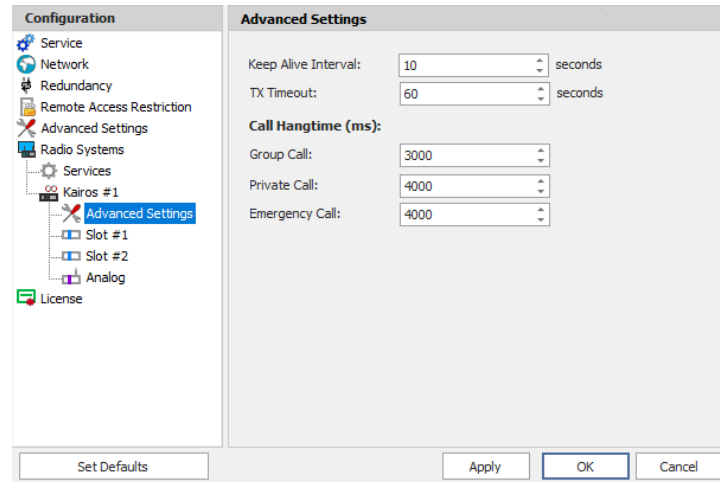 Configuration
Service
Network
Redundancy
Remote Access Restriction
Advanced Settings
Radio Systems
Services
Kairos #1
Advanced Settings
Slot #1
Slot #2
Analog
License
Set Defaults
Advanced Settings
Keep Alive Interval: 10 seconds
TX Timeout: 60 seconds
Call Hangtime (ms):
Group Call: 3000
Private Call: 4000
Emergency Call: 4000
Apply OK Cancel